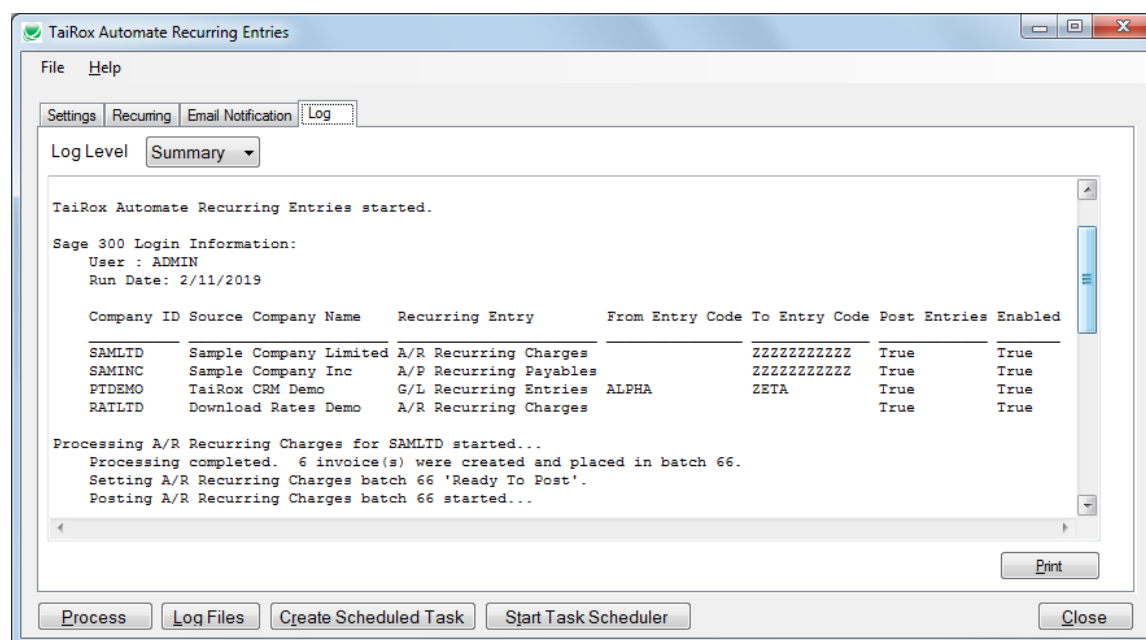 TaiRox Automate Recurring Entries
File Help
Settings Recurring Email Notification Log
Log Level Summary
TaiRox Automate Recurring Entries started.
Sage 300 Login Information:
User : ADMIN
Run Date: 2/11/2019
Company ID Source Company Name Recurring Entry From Entry Code To Entry Code Post Entries Enabled
SAMLTD Sample Company Limited A/R Recurring Charges ZZZZZZZZZZZZ True True
SAMINC Sample Company Inc A/P Recurring Payables ZZZZZZZZZZZZ True True
PTDEMO TaiRox CRM Demo G/L Recurring Entries ALPHA ZETA True True
RATLTD Download Rates Demo A/R Recurring Charges True True
Processing A/R Recurring Charges for SAMLTD started...
Processing completed. 6 invoice(s) were created and placed in batch 66.
Setting A/R Recurring Charges batch 66 'Ready To Post'.
Posting A/R Recurring Charges batch 66 started...
Print
Process Log Files Create Scheduled Task Start Task Scheduler Close